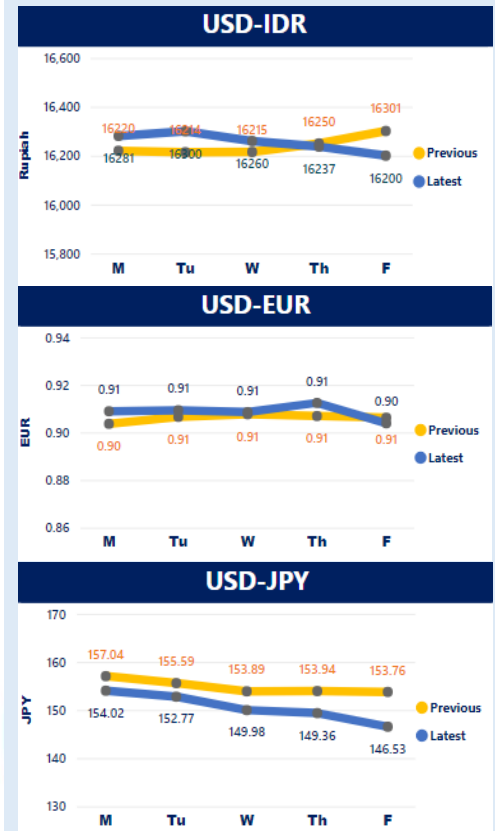 USD-IDR
16,600
16,400
16,200
16,000
15,800
Rupiah
16220 16214 16215 16250 16301
16281 16300 16260 16237 16200
Previous
Latest
M Tu W Th F
USD-EUR
0.94
0.92
0.90
0.88
0.86
EUR
0.91 0.91 0.91 0.91 0.90
0.90 0.91 0.91 0.91 0.91
Previous
Latest
M Tu W Th F
USD-JPY
170
160
150
140
130
JPY
157.04 155.59 153.89 153.94 153.76
154.02 152.77 149.98 149.36 146.53
Previous
Latest
M Tu W Th F